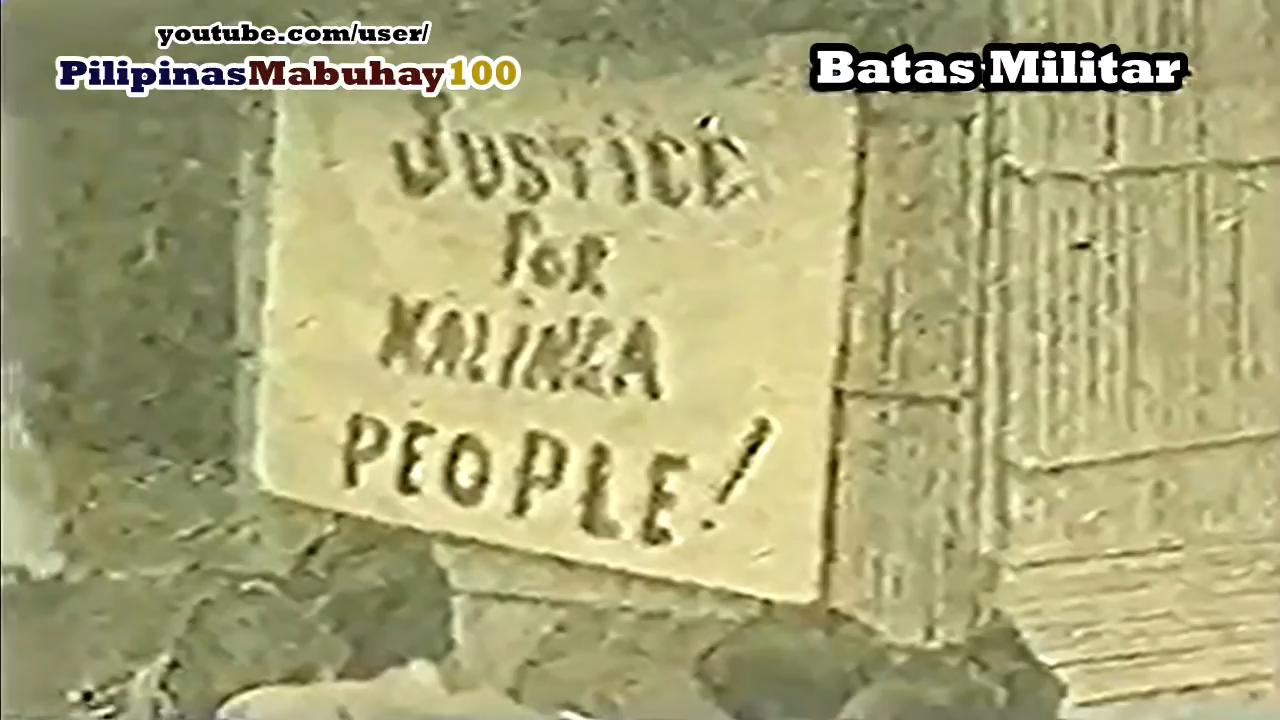 youtube.com/user/
PilipinasMabuhay100
Batas Militar
JUSTICE
FOR
KALINGA
PEOPLE!